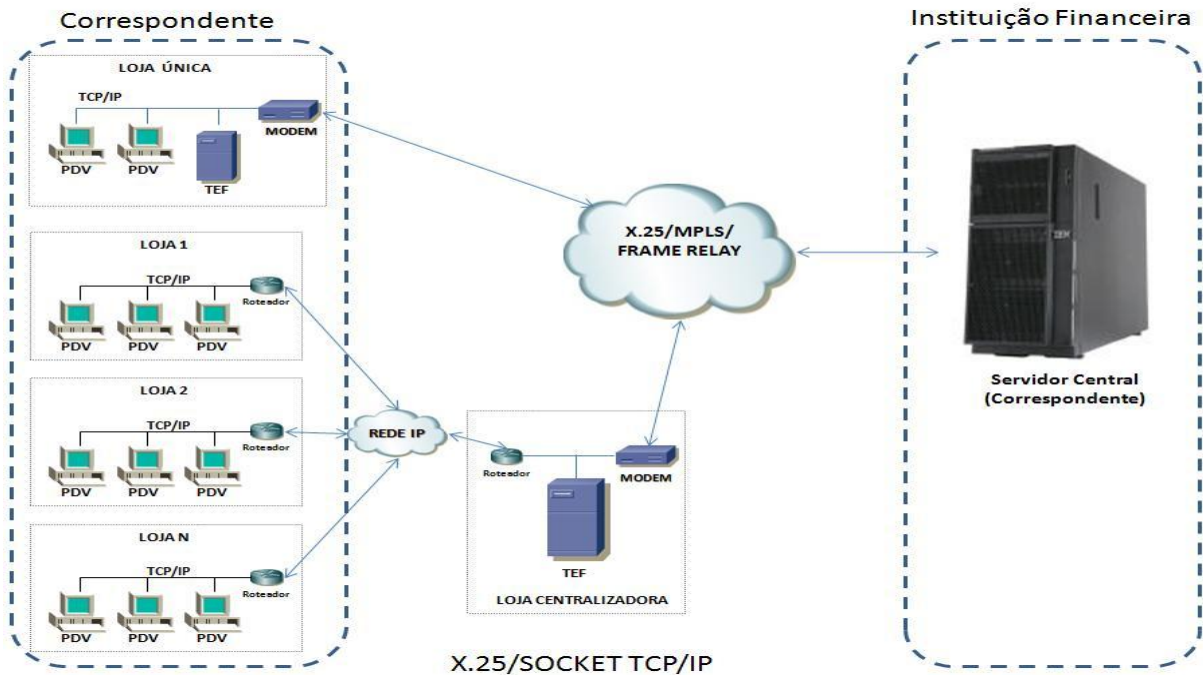 Correspondente
Instituição Financeira
LOJA ÚNICA
TCP/IP
MODEM
PDV
PDV
TEF
X.25/MPLS/
FRAME RELAY
LOJA 1
TCP/IP
Roteador
PDV
PDV
PDV
IBM
Servidor Central
(Correspondente)
LOJA 2
TCP/IP
Roteador
PDV
PDV
PDV
REDE IP
Roteador
MODEM
TEF
LOJA CENTRALIZADORA
LOJA N
TCP/IP
Roteador
PDV
PDV
PDV
X.25/SOCKET TCP/IP